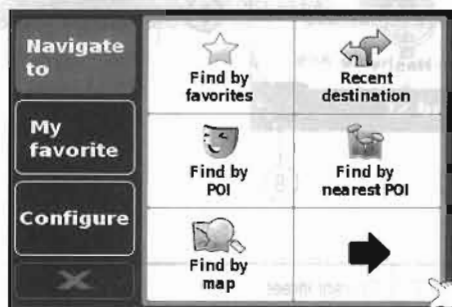 Navigate
to
My
favorite
Configure
Find by
favorites
Recent
destination
Find by
POI
Find by
nearest POI
Find by
map